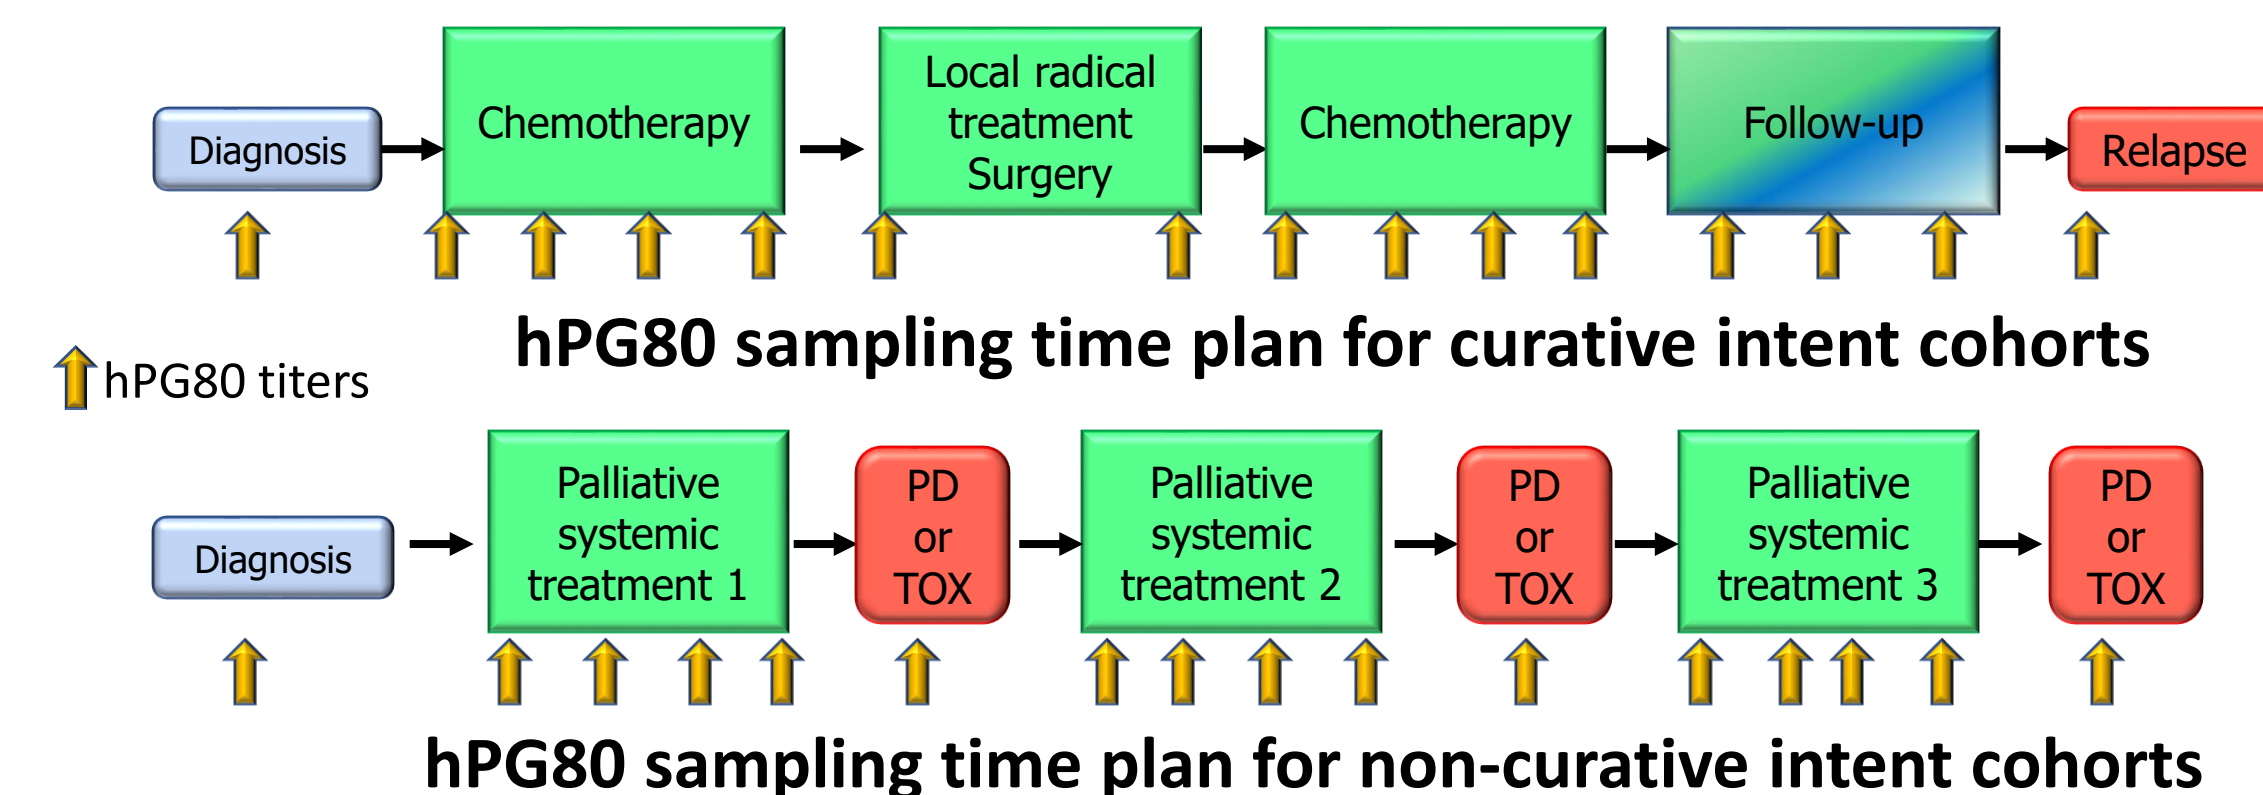 Diagnosis
Chemotherapy
Local radical
treatment
Surgery
Chemotherapy
Follow-up
Relapse
hPG80 sampling time plan for curative intent cohorts
hPG80 titers
Diagnosis
Palliative
systemic
treatment 1
PD
or
TOX
Palliative
systemic
treatment 2
PD
or
TOX
Palliative
systemic
treatment 3
PD
or
TOX
hPG80 sampling time plan for non-curative intent cohorts